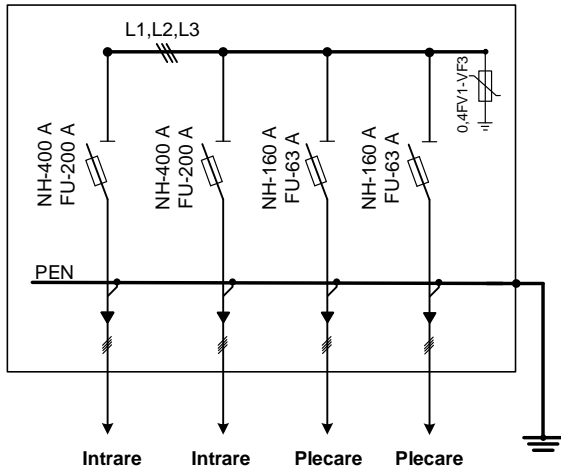 L1,L2,L3
0,4FV1-VF3
NH-400 A
FU-200 A
NH-400 A
FU-200 A
NH-160 A
FU-63 A
NH-160 A
FU-63 A
PEN
Intrare Intrare Plecare Plecare